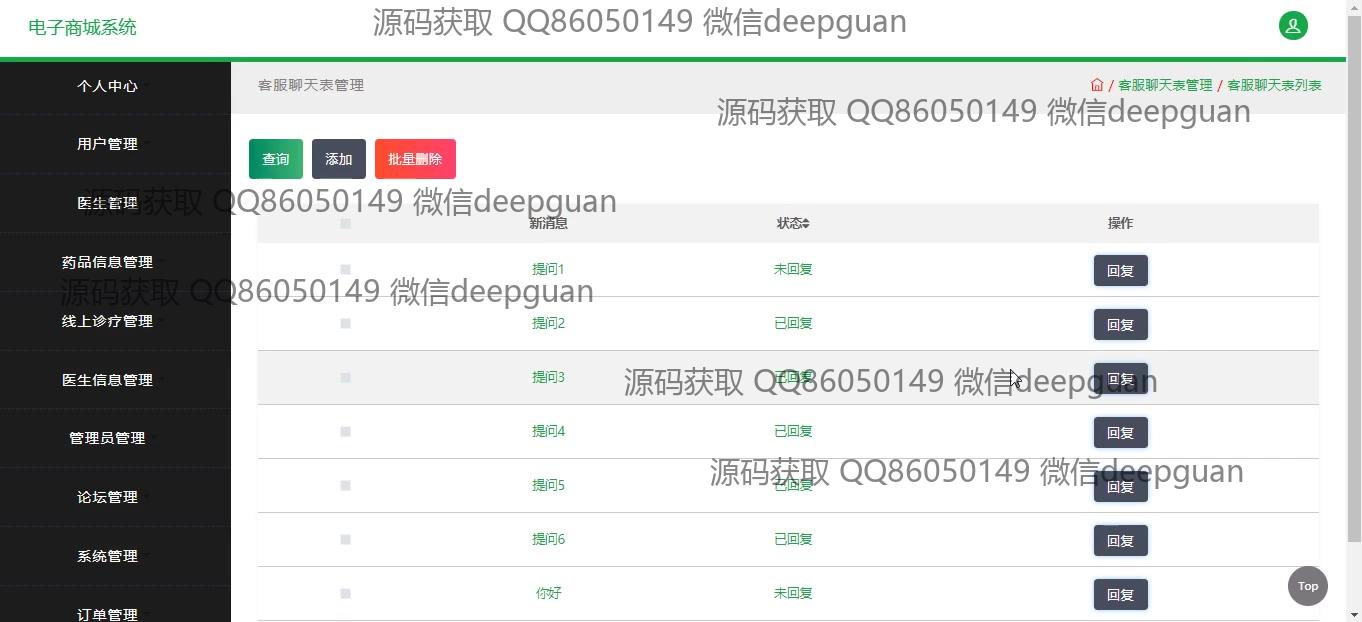 电子商城系统
源码获取 QQ86050149 微信deepguan
个人中心
用户管理
医生管理
药品信息管理
线上诊疗管理
医生信息管理
管理员管理
论坛管理
系统管理
订单管理
客服聊天表管理
/ 客服聊天表管理 / 客服聊天表列表
源码获取 QQ86050149 微信deepguan
查询 添加 批量删除
源码获取 QQ86050149 微信deepguan
新消息 状态 操作
提问1 未回复 回复
源码获取 QQ86050149 微信deepguan
提问2 已回复 回复
提问3 已回复 回复
源码获取 QQ86050149 微信deepguan
提问4 已回复 回复
源码获取 QQ86050149 微信deepguan
提问5 已回复 回复
提问6 已回复 回复
你好 未回复 回复
Top